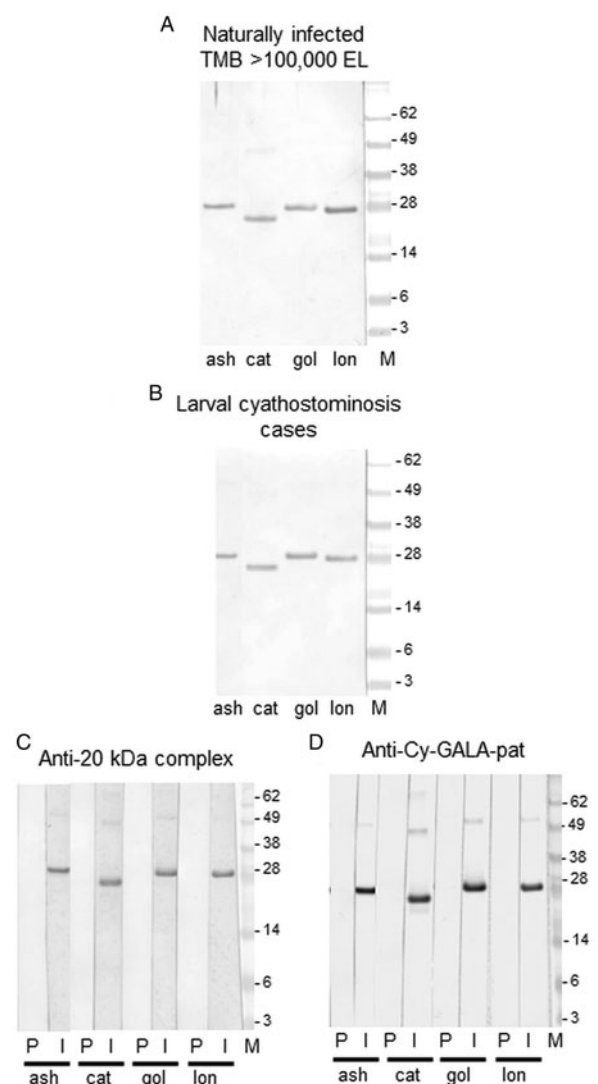 A
Naturally infected
TMB >100,000 EL
-62
-49
-38
-28
-14
-6
-3
ash cat gol lon M
B
Larval cyathostominosis
cases
-62
-49
-38
-28
-14
-6
-3
ash cat gol lon M
C
Anti-20 kDa complex
-62
-49
-38
-28
-14
-6
-3
P I P I P I P I M
ash cat gol lon
D
Anti-Cy-GALA-pat
-62
-49
-38
-28
-14
-6
-3
P I P I P I P I M
ash cat gol lon